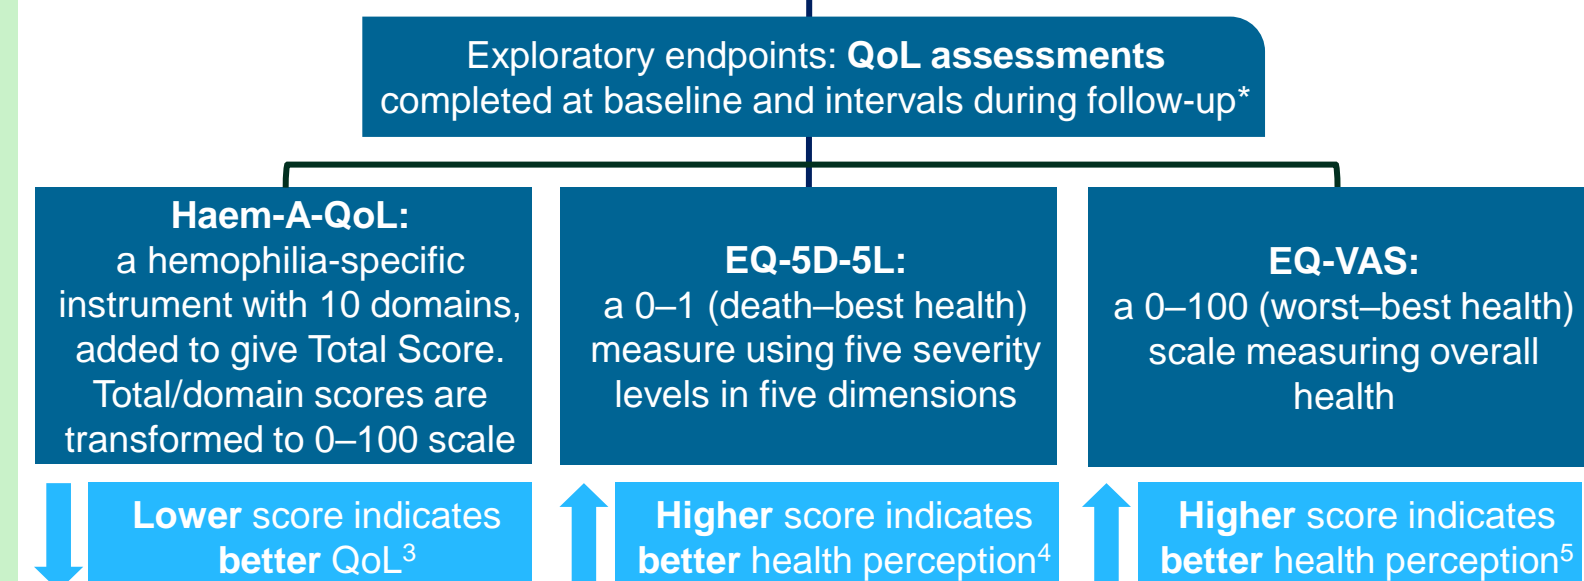 Exploratory endpoints: QoL assessments
completed at baseline and intervals during follow-up*
Haem-A-QoL:
a hemophilia-specific
instrument with 10 domains,
added to give Total Score.
Total/domain scores are
transformed to 0–100 scale
Lower score indicates
better QoL3
EQ-5D-5L:
a 0–1 (death–best health)
measure using five severity
levels in five dimensions
Higher score indicates
better health perception4
EQ-VAS:
a 0–100 (worst–best health)
scale measuring overall
health
Higher score indicates
better health perception5